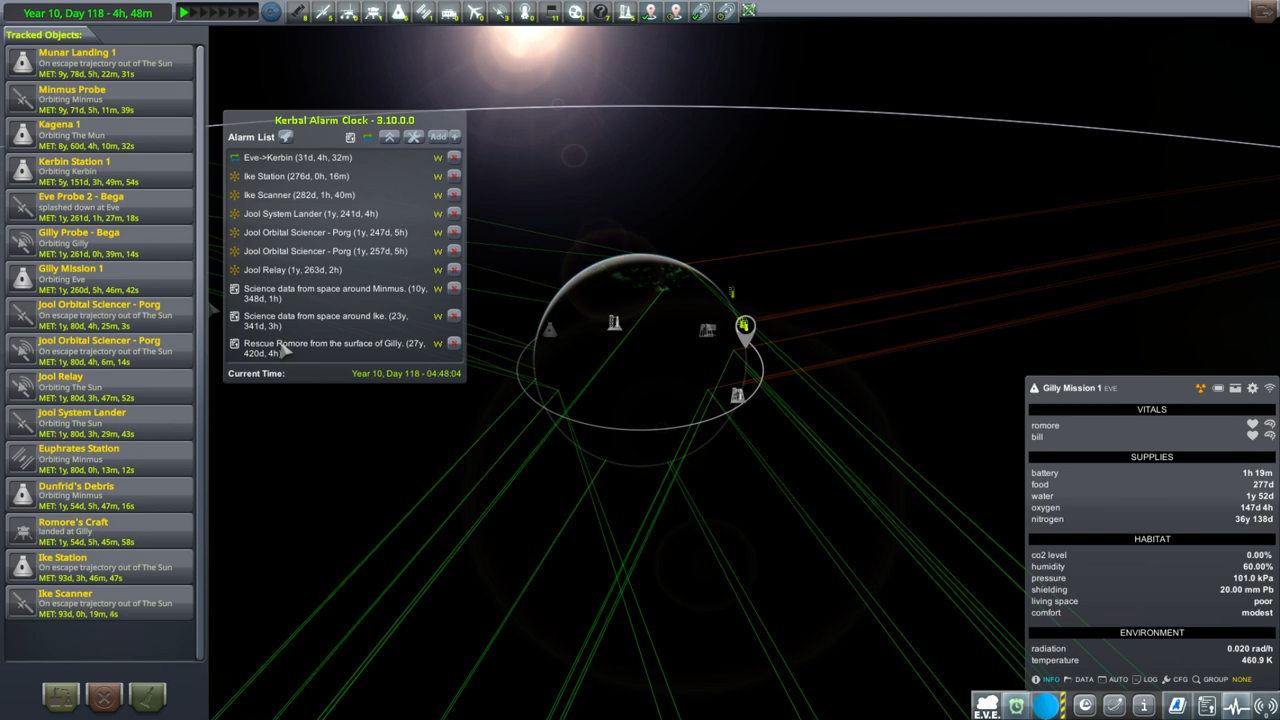 Year 10, Day 118 - 4h, 48m
Tracked Objects:
Munar Landing 1
On escape trajectory out of The Sun
MET: 9y, 78d, 5h, 22m, 31s
Minmus Probe
Orbiting Minmus
MET: 9y, 71d, 5h, 11m, 39s
Kagena 1
Orbiting The Mun
MET: 8y, 60d, 4h, 10m, 32s
Kerbin Station 1
Orbiting Kerbin
MET: 5y, 151d, 3h, 49m, 54s
Eve Probe 2 - Bega
splashed down at Eve
MET: 1y, 261d, 1h, 27m, 18s
Gilly Probe - Bega
Orbiting Gilly
MET: 1y, 261d, 0h, 39m, 14s
Gilly Mission 1
Orbiting Eve
MET: 1y, 260d, 5h, 46m, 42s
Jool Orbital Sciencer - Porg
On escape trajectory out of The Sun
MET: 1y, 80d, 4h, 25m, 3s
Jool Orbital Sciencer - Porg
On escape trajectory out of The Sun
MET: 1y, 80d, 4h, 6m, 14s
Jool Relay
Orbiting The Sun
MET: 1y, 80d, 3h, 47m, 52s
Jool System Lander
Orbiting The Sun
MET: 1y, 80d, 3h, 29m, 43s
Euphrates Station
Orbiting Minmus
MET: 1y, 80d, 0h, 13m, 12s
Dunfrid's Debris
Orbiting Minmus
MET: 1y, 54d, 5h, 47m, 16s
Romore's Craft
landed at Gilly
MET: 1y, 54d, 5h, 45m, 58s
Ike Station
On escape trajectory out of The Sun
MET: 93d, 3h, 46m, 47s
Ike Scanner
On escape trajectory out of The Sun
MET: 93d, 0h, 19m, 4s
Kerbal Alarm Clock - 3.10.0.0
Alarm List
Add +
Eve->Kerbin (31d, 4h, 32m) W
Ike Station (276d, 0h, 16m) W
Ike Scanner (282d, 1h, 40m) W
Jool System Lander (1y, 241d, 4h) W
Jool Orbital Sciencer - Porg (1y, 247d, 5h) W
Jool Orbital Sciencer - Porg (1y, 257d, 5h) W
Jool Relay (1y, 263d, 2h) W
Science data from space around Minmus. (10y, W
348d, 1h)
Science data from space around Ike. (23y, W
341d, 3h)
Rescue Romore from the surface of Gilly. (27y, W
420d, 4h)
Current Time: Year 10, Day 118 - 04:48:04
Gilly Mission 1 EVE
VITALS
romore
bill
SUPPLIES
battery 1h 19m
food 277d
water 1y 52d
oxygen 147d 4h
nitrogen 36y 138d
HABITAT
co2 level 0.00%
humidity 60.00%
pressure 101.0 kPa
shielding 20.00 mm Pb
living space poor
comfort modest
ENVIRONMENT
radiation 0.020 rad/h
temperature 460.9 K
INFO DATA AUTO LOG CFG GROUP NONE
E.V.E.